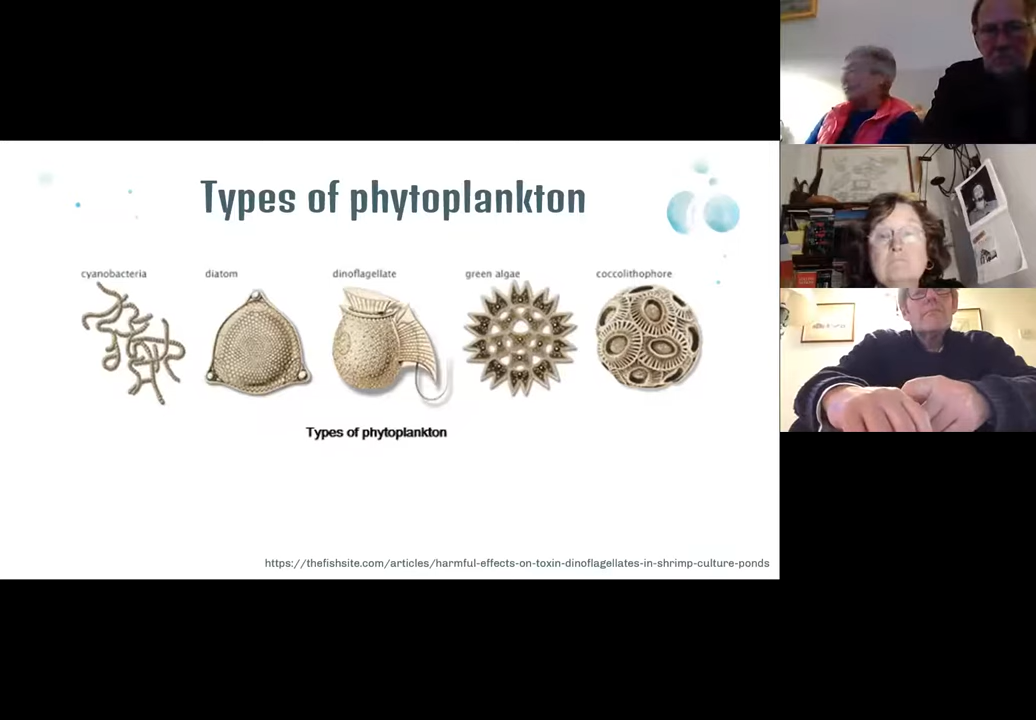 Types of phytoplankton
cyanobacteria diatom dinoflagellate green algae coccolithophore
Types of phytoplankton
https://thefishsite.com/articles/harmful-effects-on-toxin-dinoflagellates-in-shrimp-culture-ponds